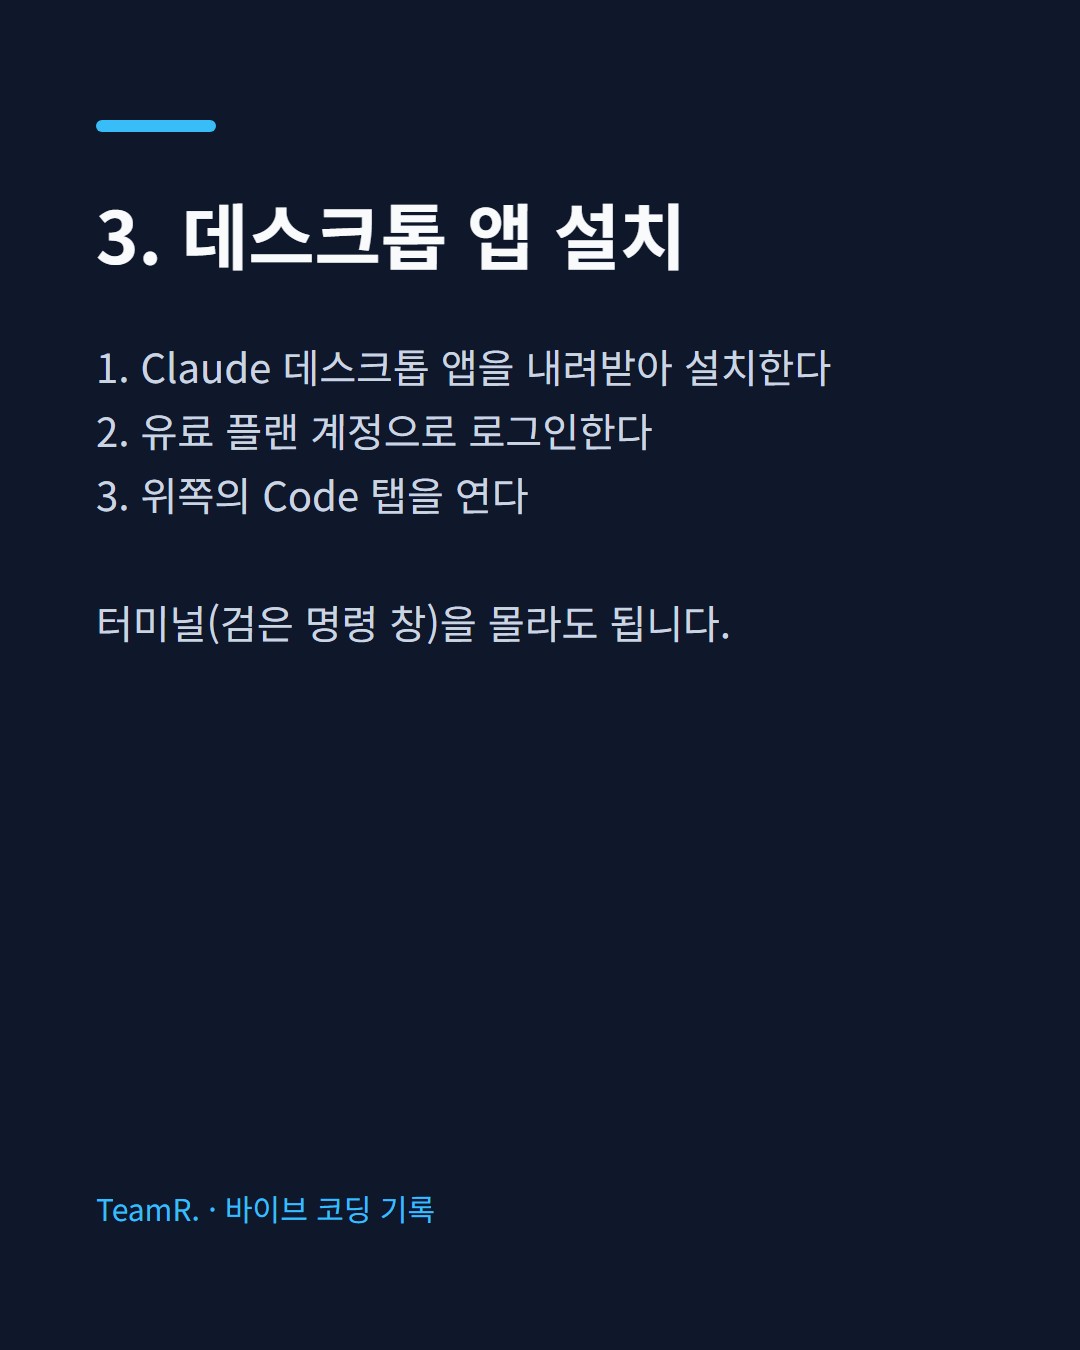 3. 데스크톱 앱 설치
1. Claude 데스크톱 앱을 내려받아 설치한다
2. 유료 플랜 계정으로 로그인한다
3. 위쪽의 Code 탭을 연다
터미널(검은 명령 창)을 몰라도 됩니다.
TeamR. · 바이브 코딩 기록